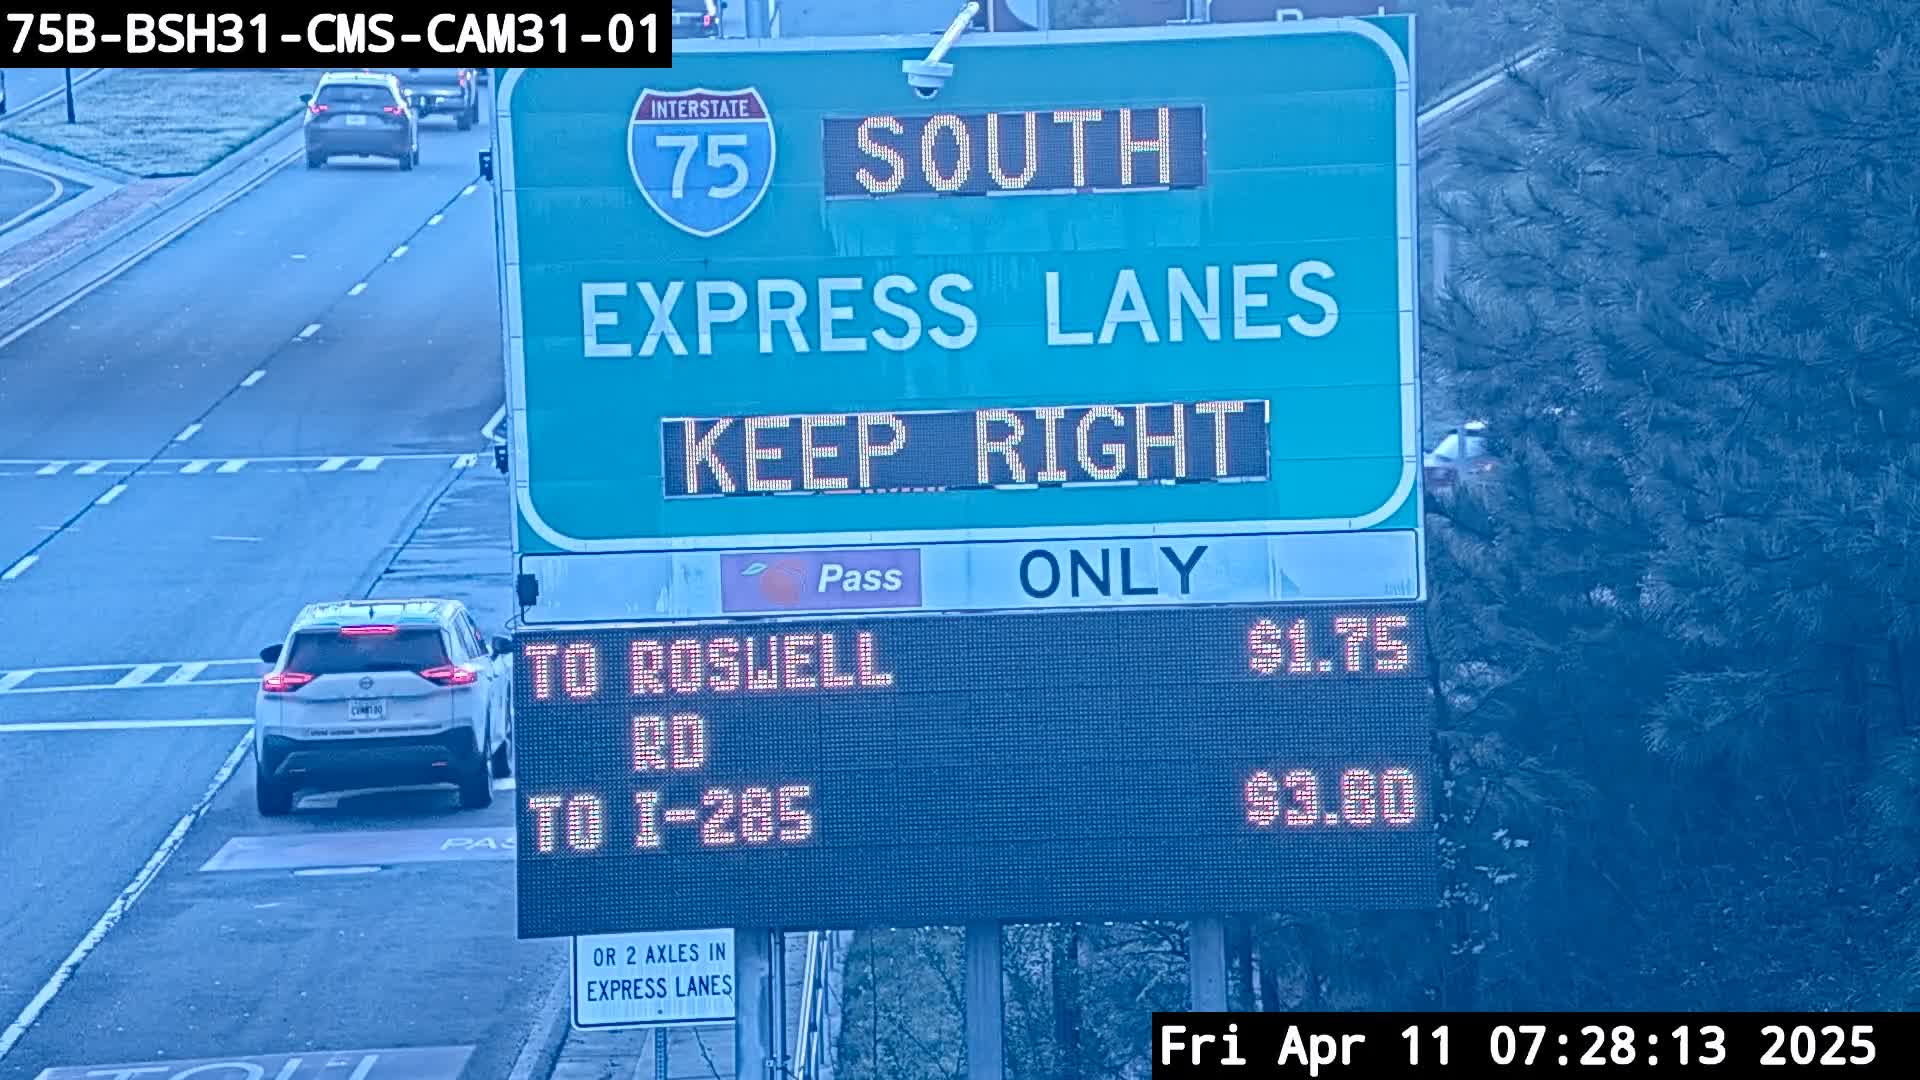 75B-BSH31-CMS-CAM31-01
INTERSTATE
75
SOUTH
EXPRESS LANES
KEEP RIGHT
Pass ONLY
TO ROSWELL $1.75
RD
TO I-285 $3.80
OR 2 AXLES IN
EXPRESS LANES
Fri Apr 11 07:28:13 2025